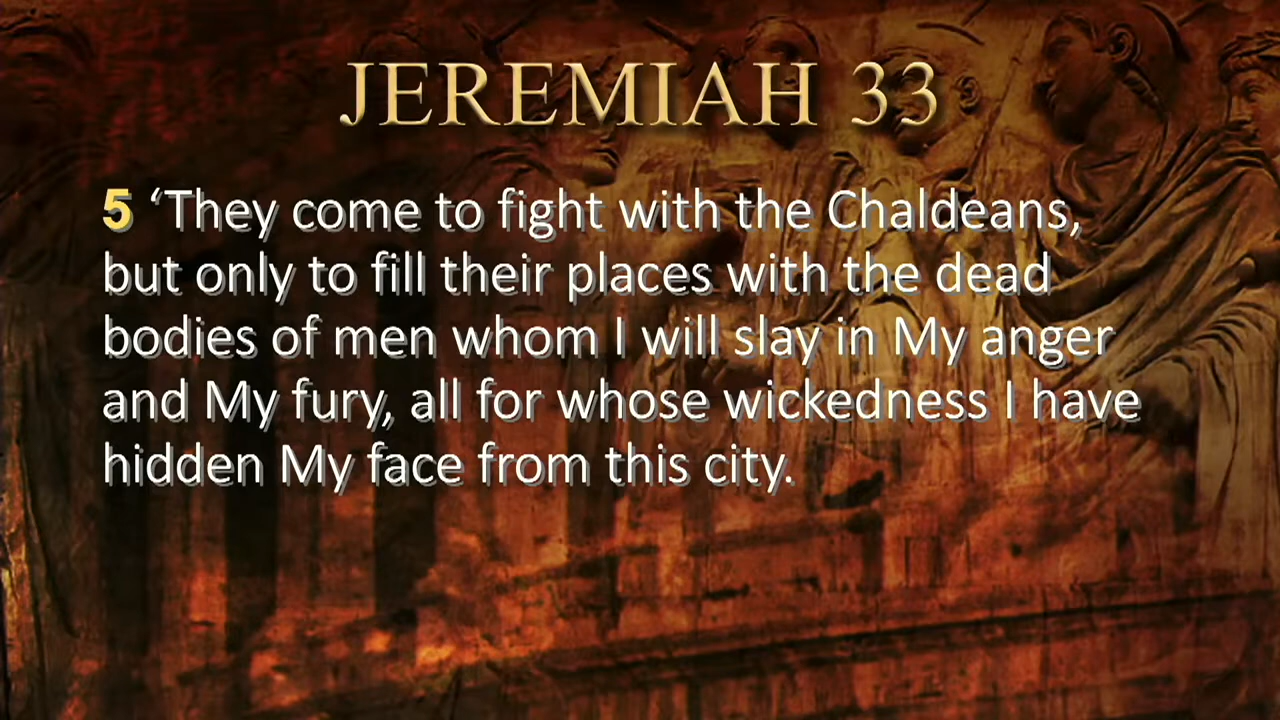 JEREMIAH 33
5 ‘They come to fight with the Chaldeans,
but only to fill their places with the dead
bodies of men whom I will slay in My anger
and My fury, all for whose wickedness I have
hidden My face from this city.